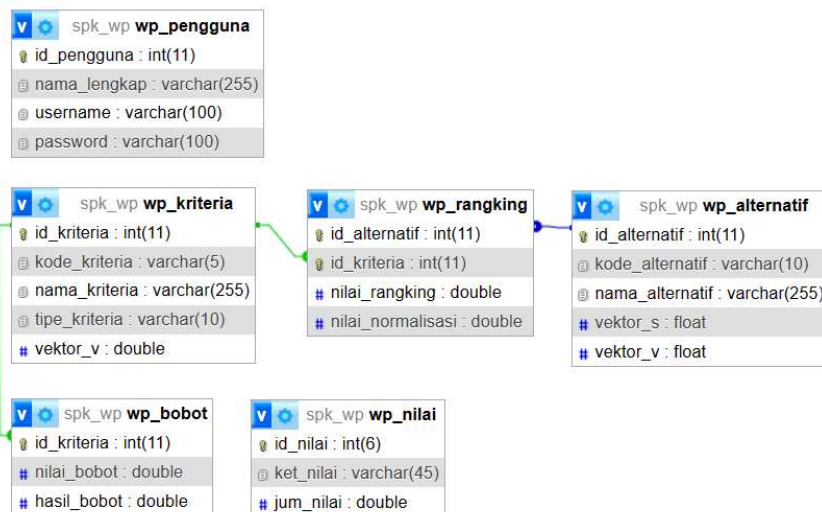 spk_wp wp_pengguna
id_pengguna : int(11)
nama_lengkap : varchar(255)
username : varchar(100)
password : varchar(100)
spk_wp wp_kriteria
id_kriteria : int(11)
kode_kriteria : varchar(5)
nama_kriteria : varchar(255)
tipe_kriteria : varchar(10)
vektor_v : double
spk_wp wp_rangking
id_alternatif : int(11)
id_kriteria : int(11)
nilai_rangking : double
nilai_normalisasi : double
spk_wp wp_alternatif
id_alternatif : int(11)
kode_alternatif : varchar(10)
nama_alternatif : varchar(255)
vektor_s : float
vektor_v : float
spk_wp wp_bobot
id_kriteria : int(11)
nilai_bobot : double
hasil_bobot : double
spk_wp wp_nilai
id_nilai : int(6)
ket_nilai : varchar(45)
jum_nilai : double